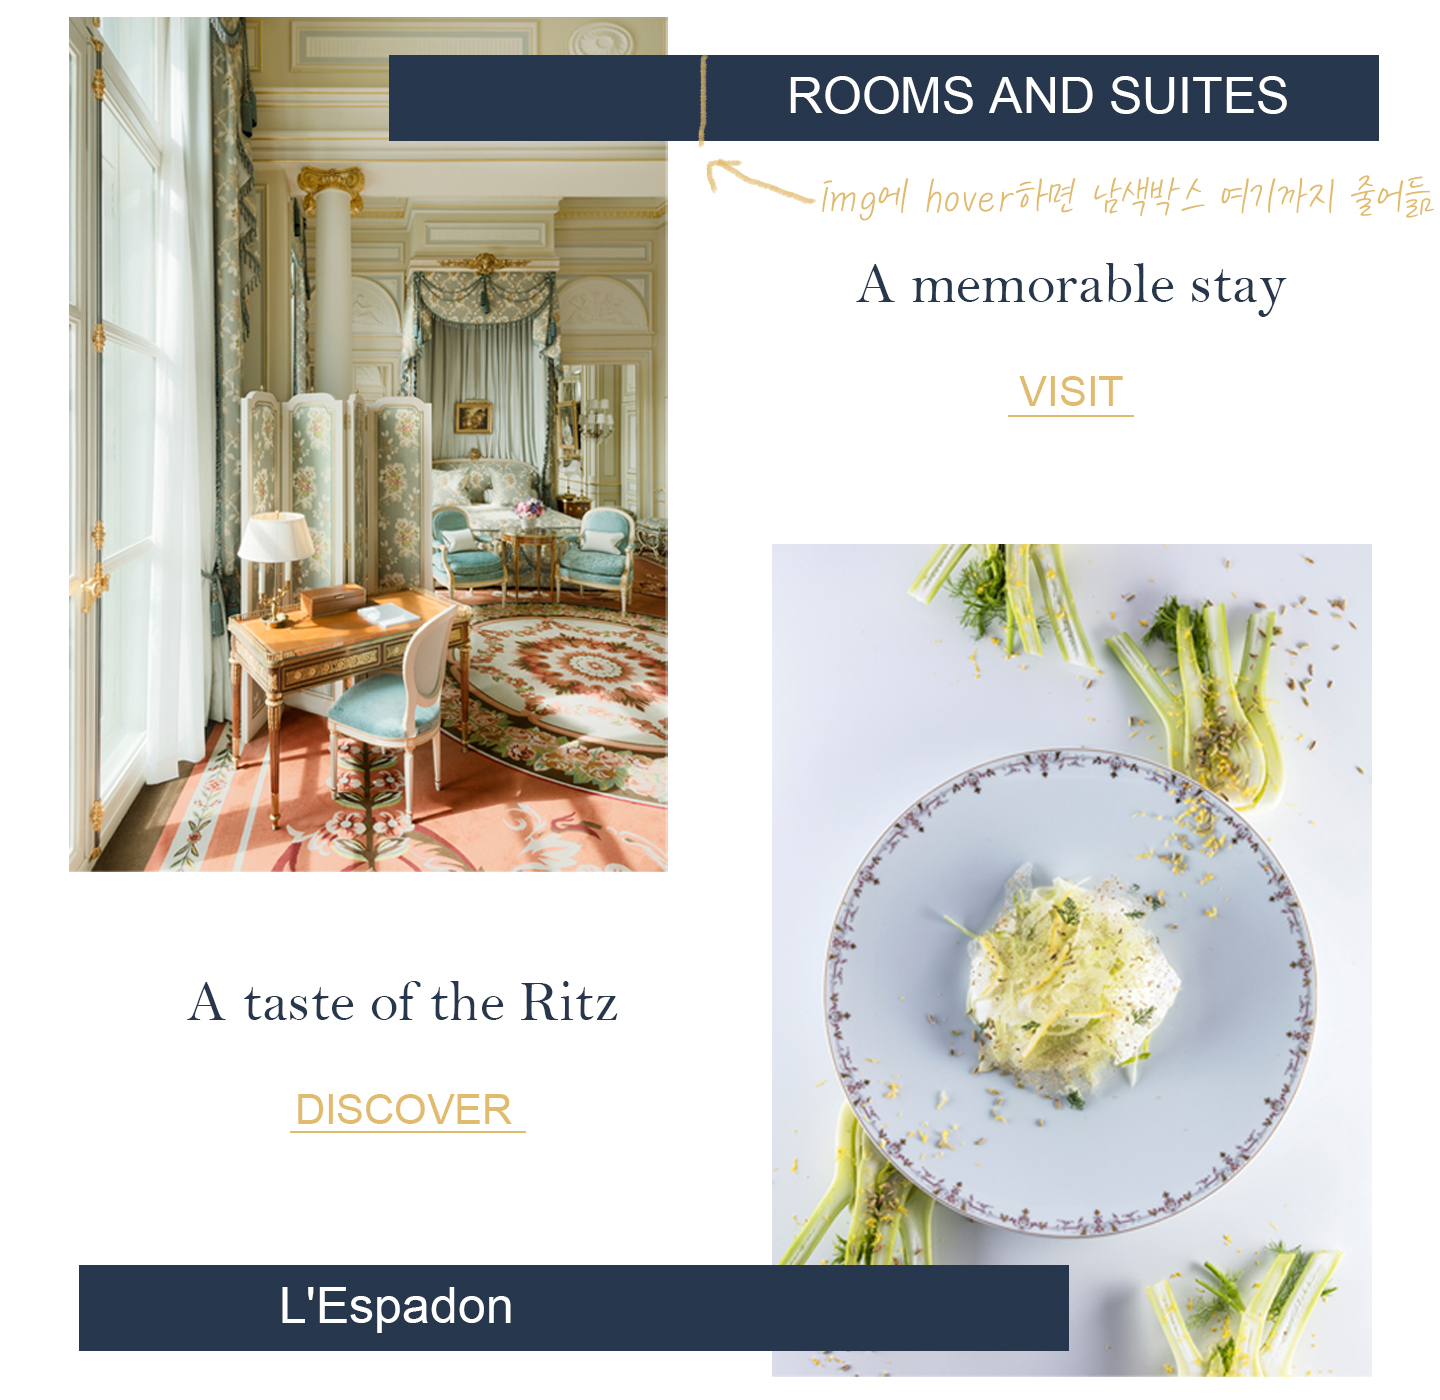 ROOMS AND SUITES
img에 hover하면 남색박스 여기까지 줄어듦
A memorable stay
VISIT
A taste of the Ritz
DISCOVER
L'Espadon